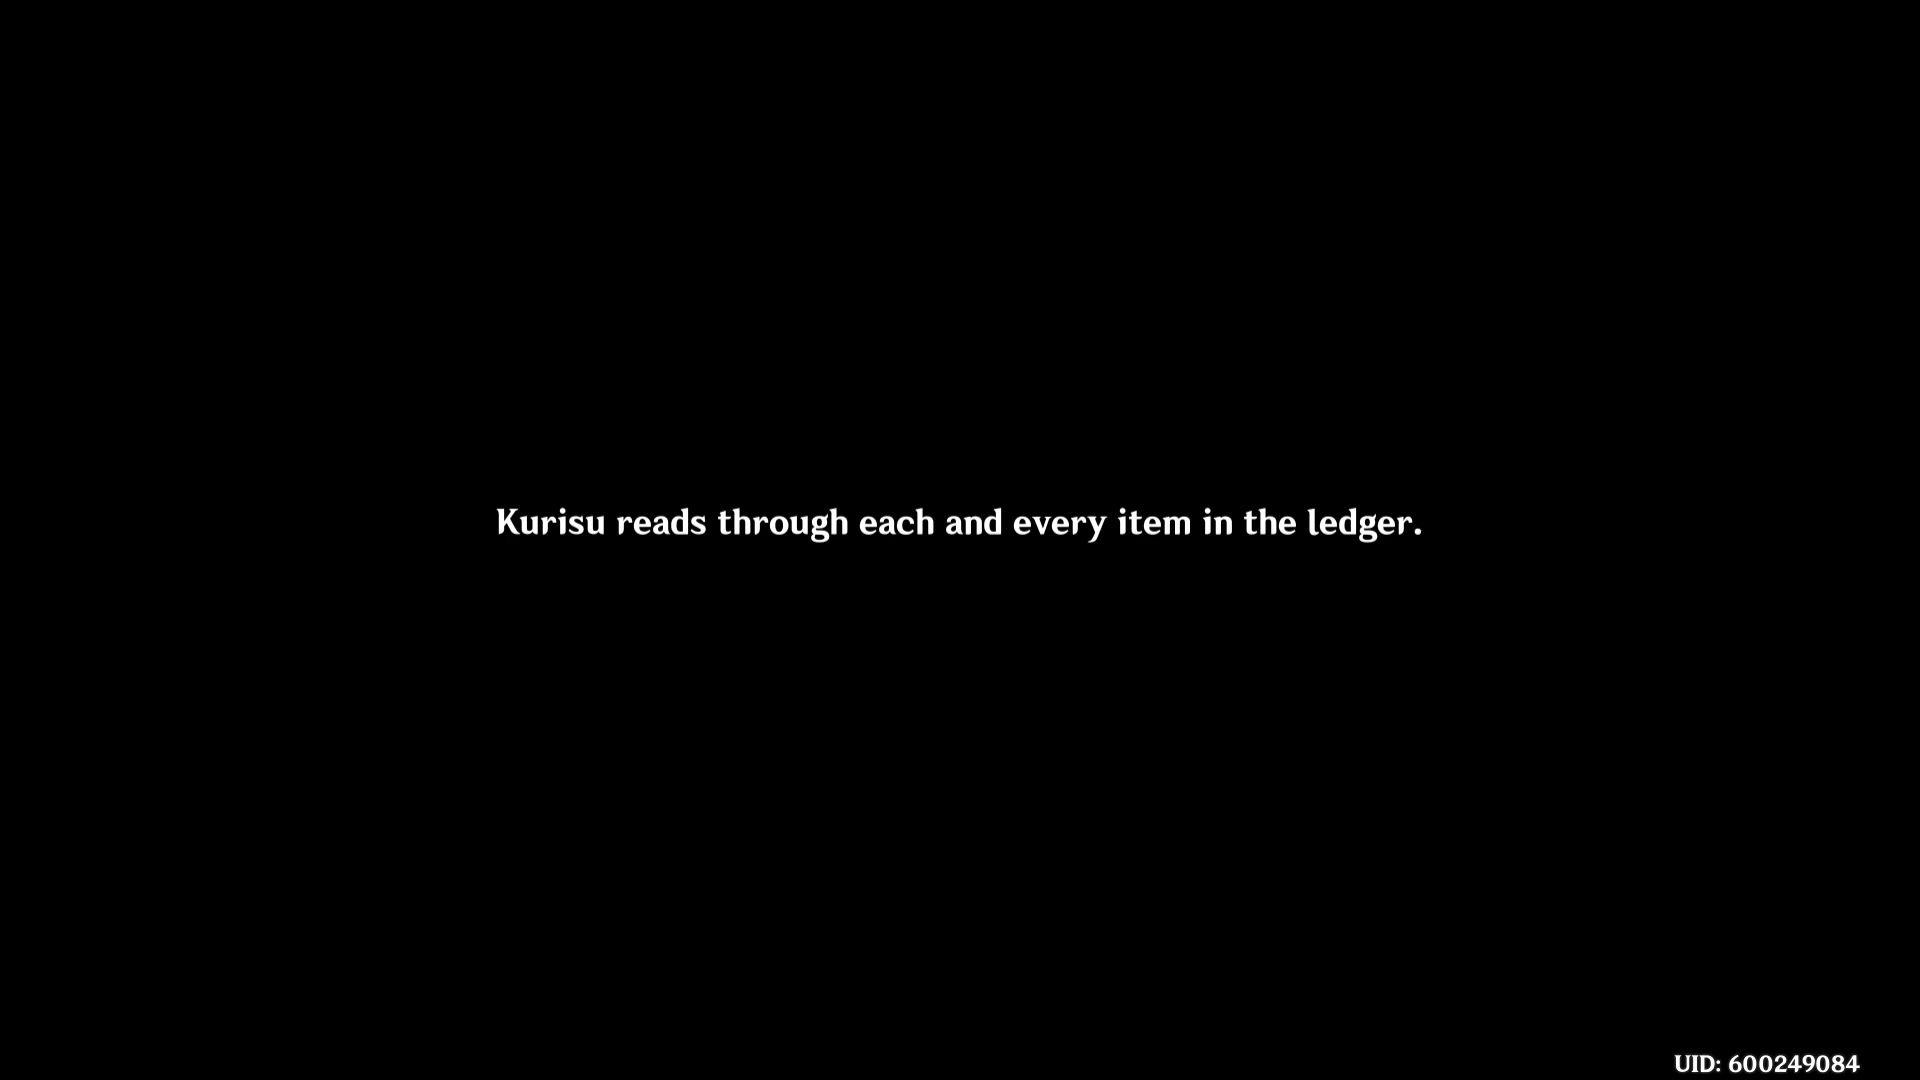 Kurisu reads through each and every item in the ledger.
UID: 600249084